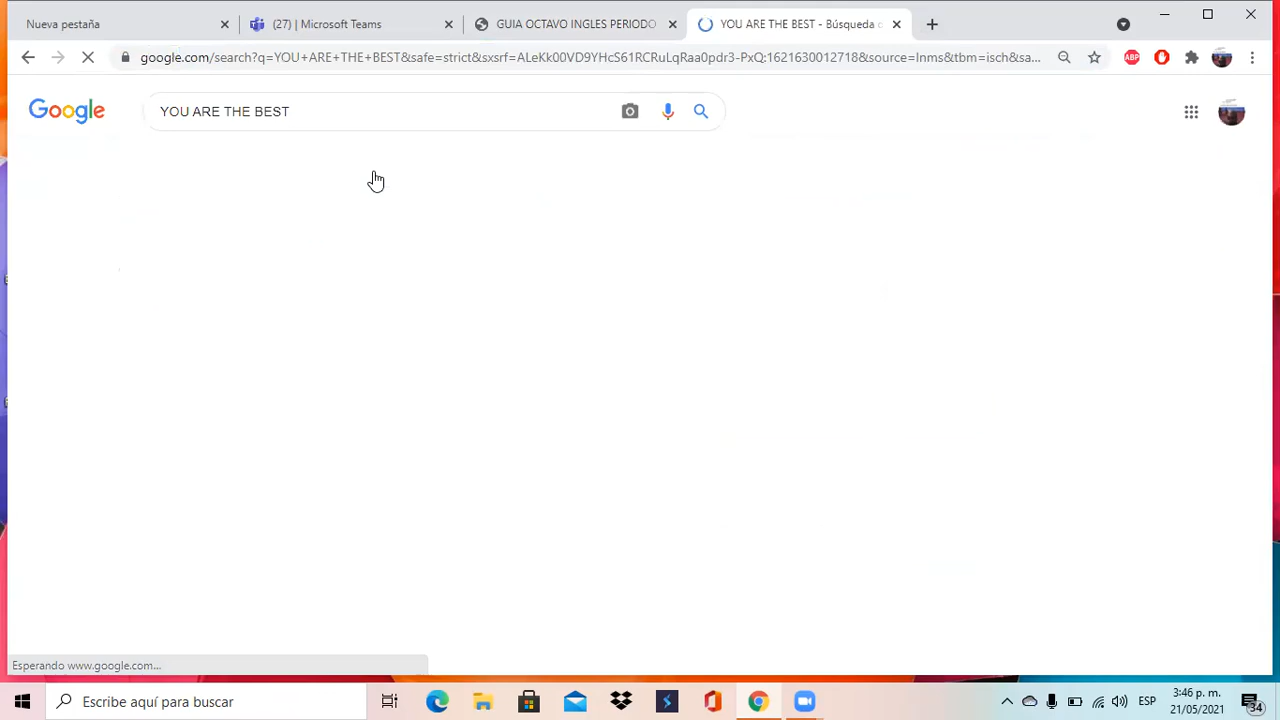 Nueva pestaña
(27) | Microsoft Teams
GUIA OCTAVO INGLES PERIODO
YOU ARE THE BEST - Búsqueda
google.com/search?q=YOU+ARE+THE+BEST&safe=strict&sxsrf=ALeKk00VD9YHcS61RCRuLqRaa0pdr3-PxQ:1621630012718&source=lnms&tbm=isch&sa...
ABP
Google
YOU ARE THE BEST
Esperando www.google.com...
Escribe aquí para buscar
ESP
3:46 p. m.
21/05/2021
34